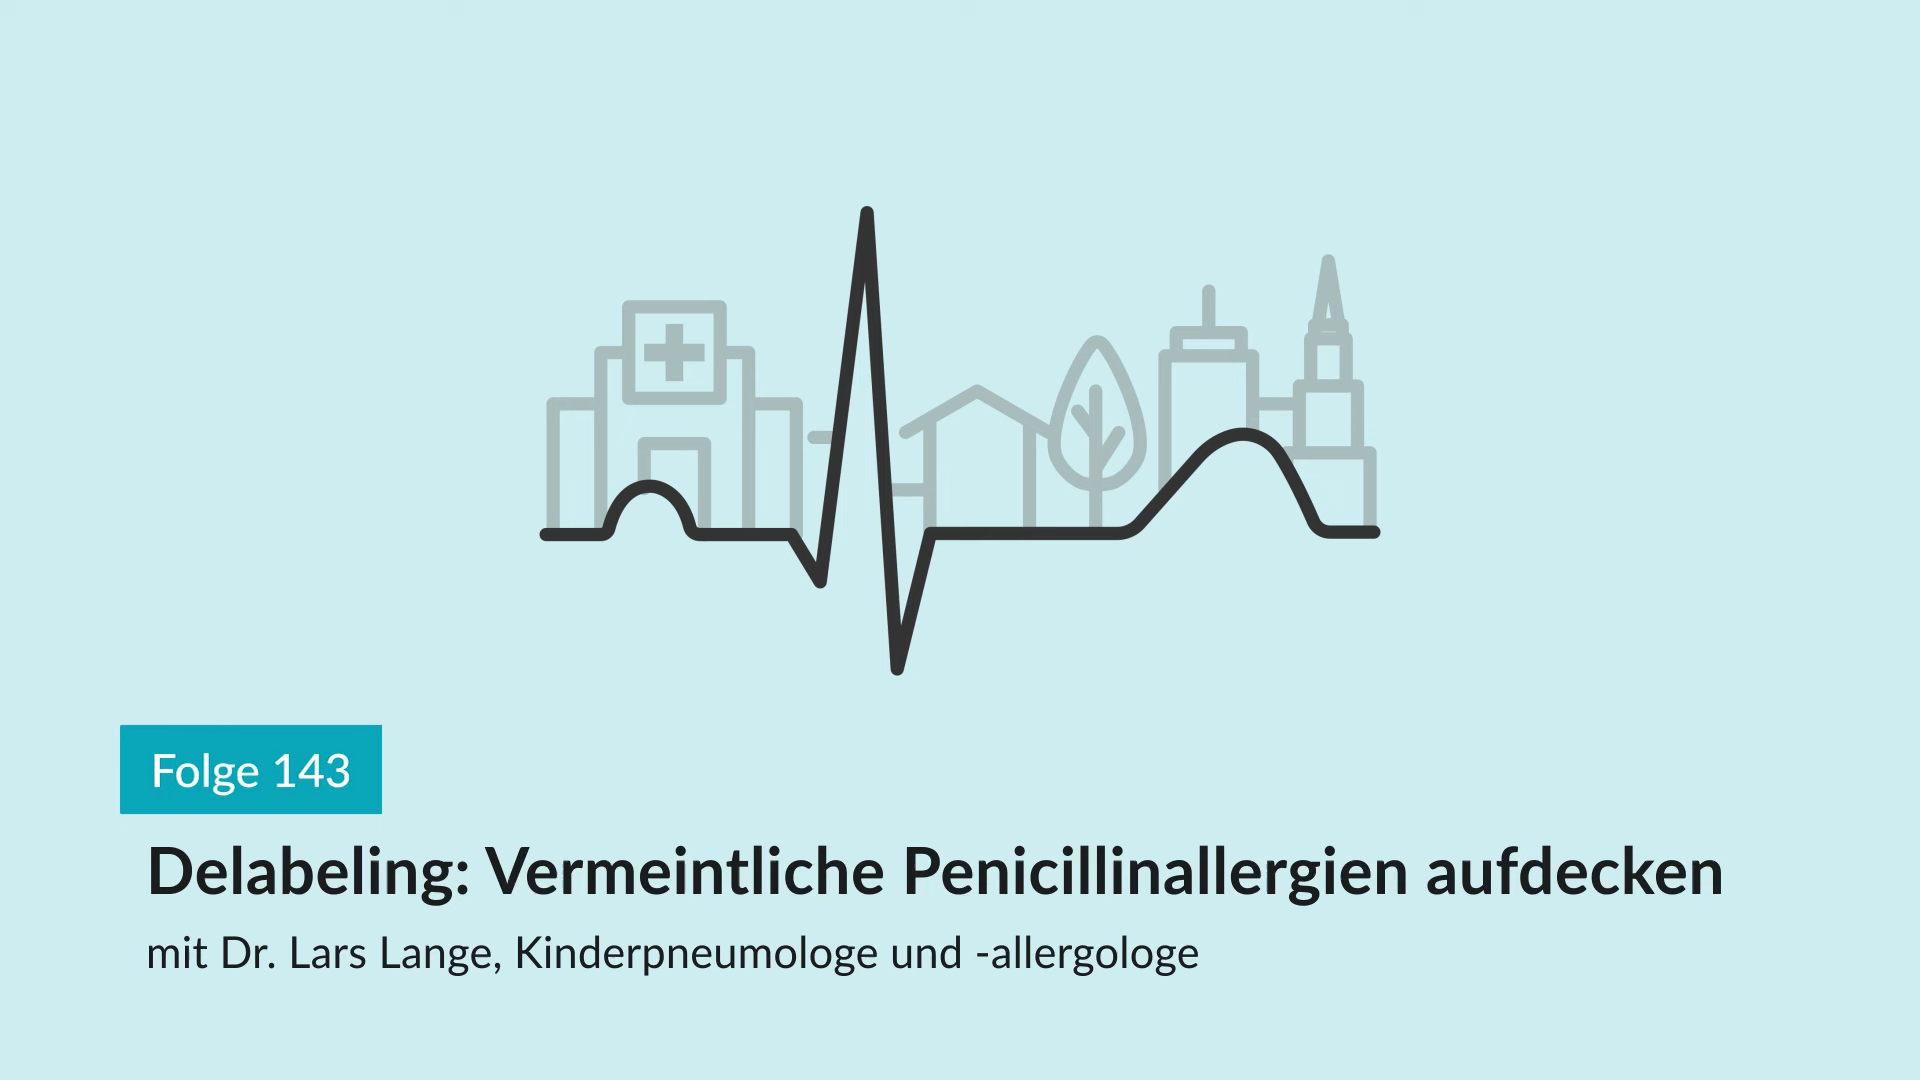 Folge 143
Delabeling: Vermeintliche Penicillinallergien aufdecken
mit Dr. Lars Lange, Kinderpneumologe und -allergologe